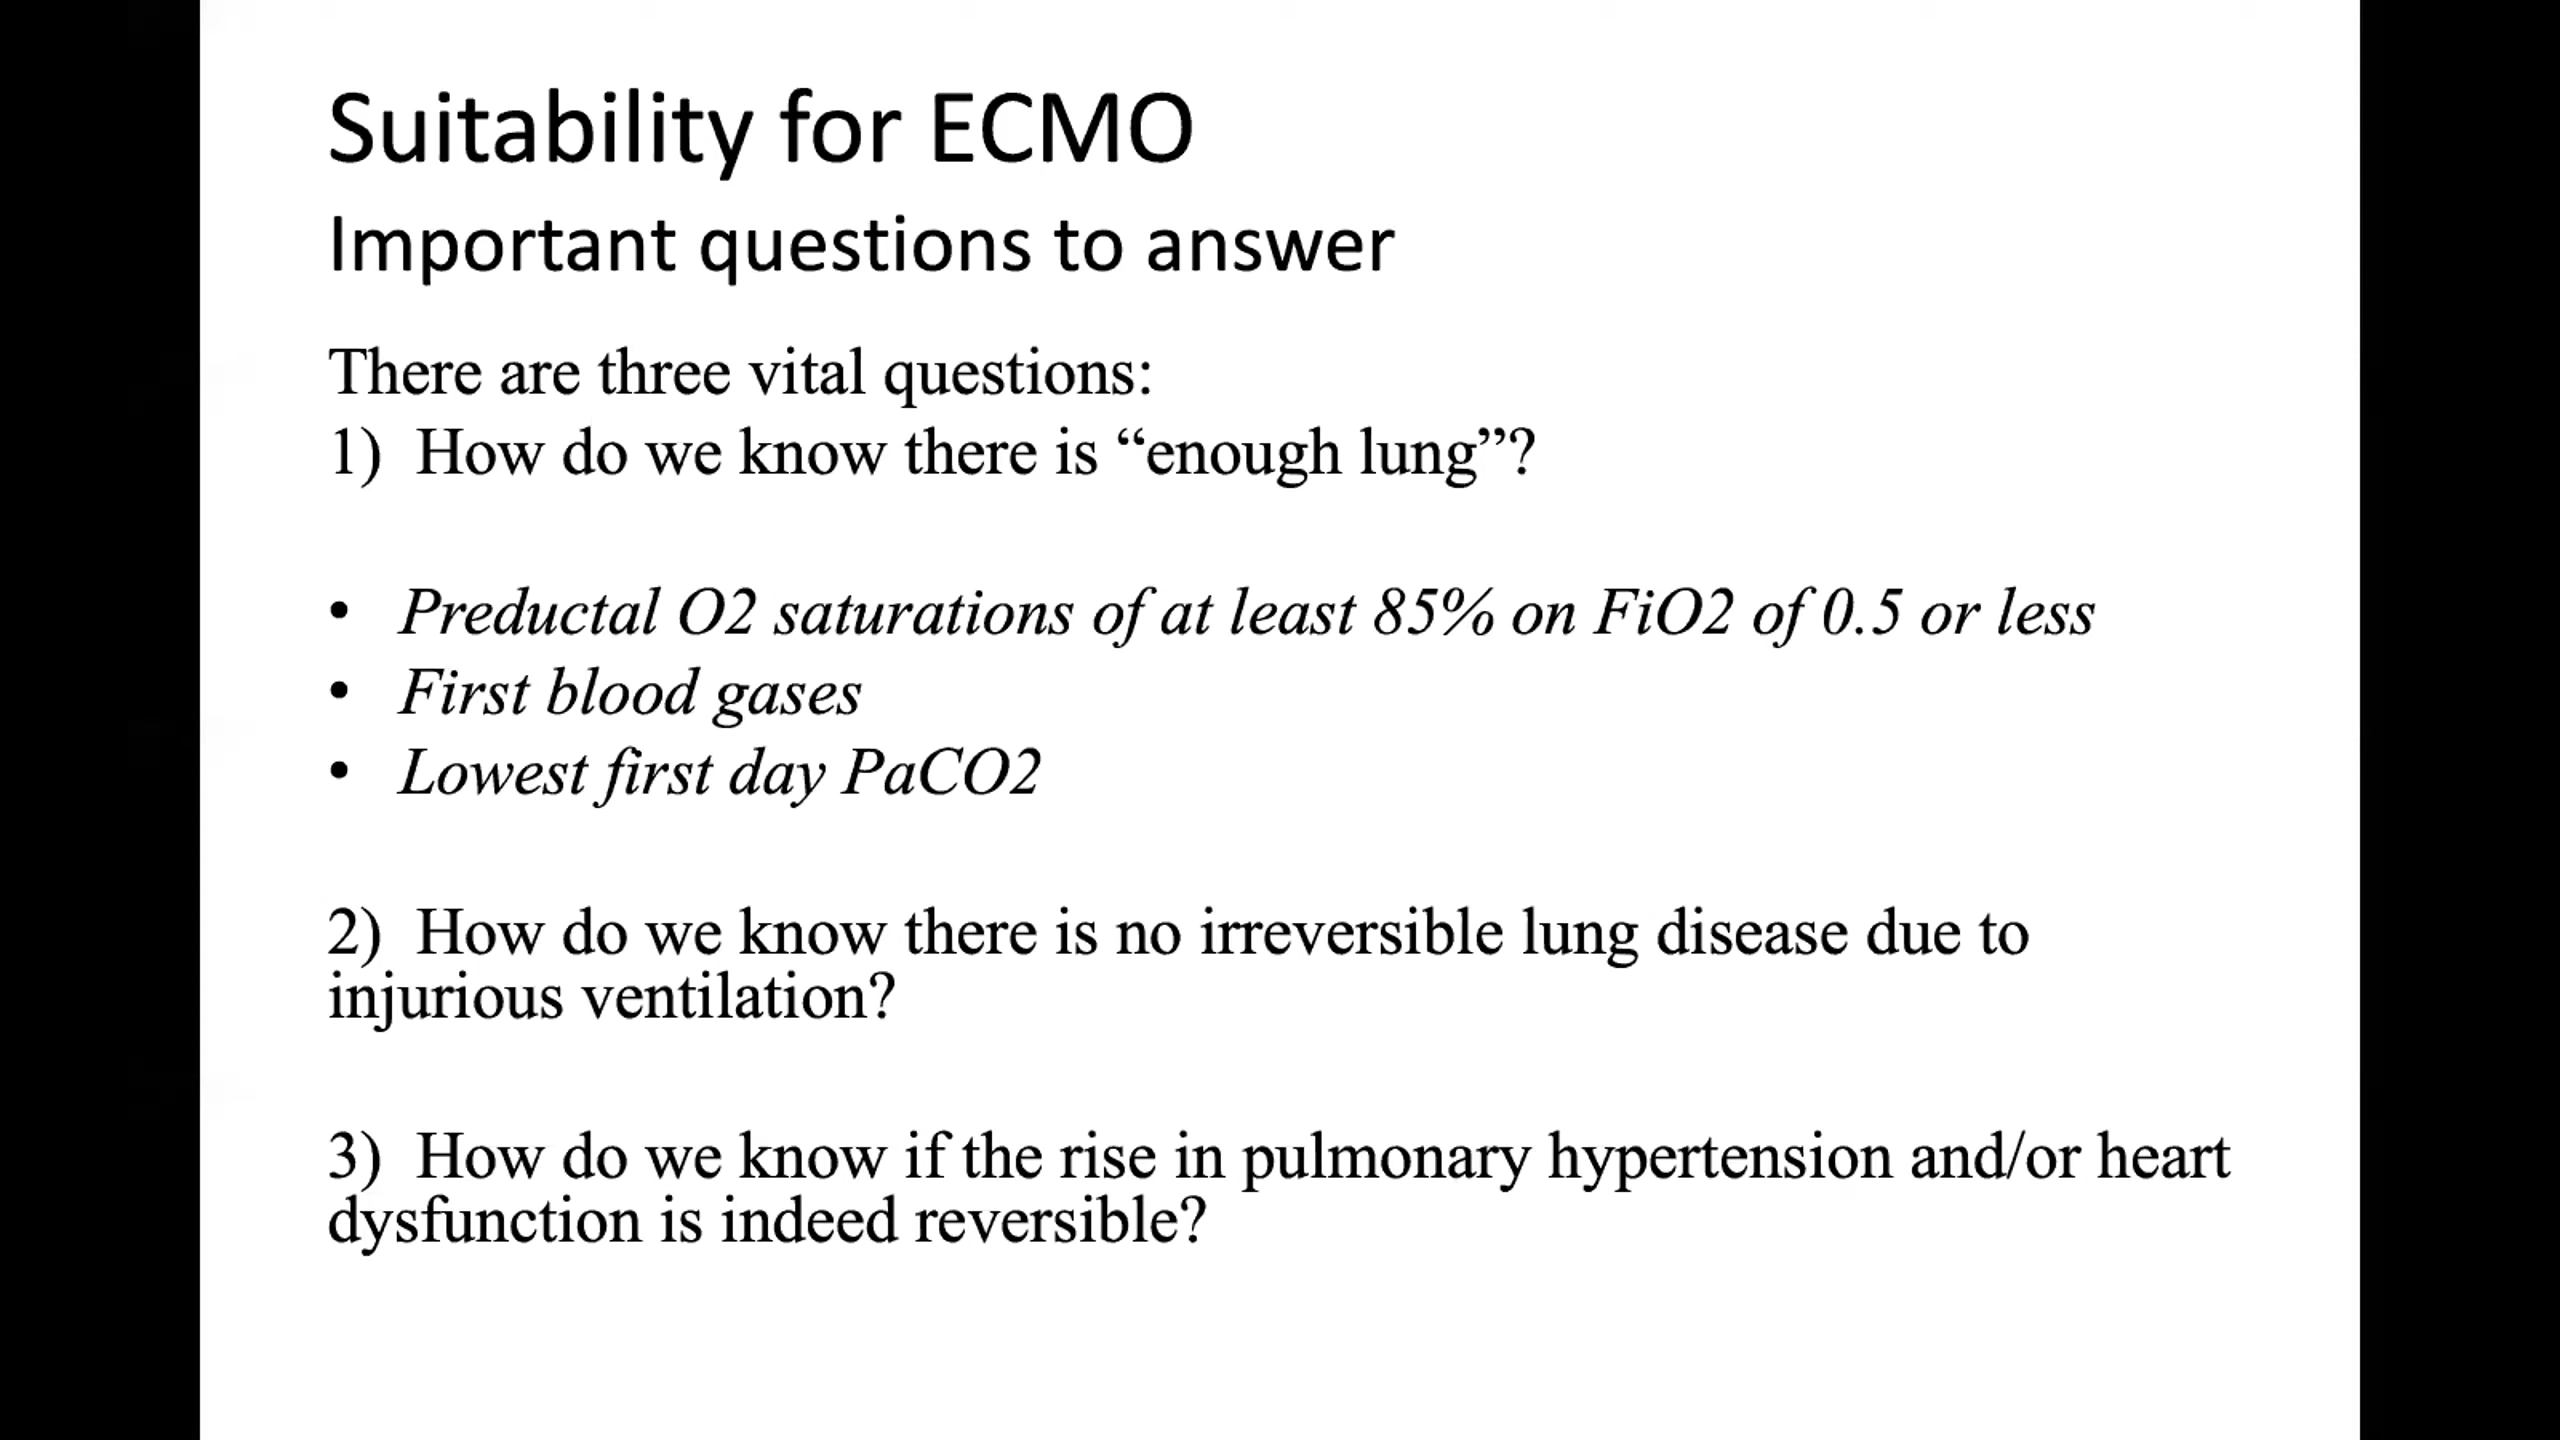 Suitability for ECMO
Important questions to answer
There are three vital questions:
1) How do we know there is “enough lung”?
• Preductal O2 saturations of at least 85% on FiO2 of 0.5 or less
• First blood gases
• Lowest first day PaCO2
2) How do we know there is no irreversible lung disease due to
injurious ventilation?
3) How do we know if the rise in pulmonary hypertension and/or heart
dysfunction is indeed reversible?